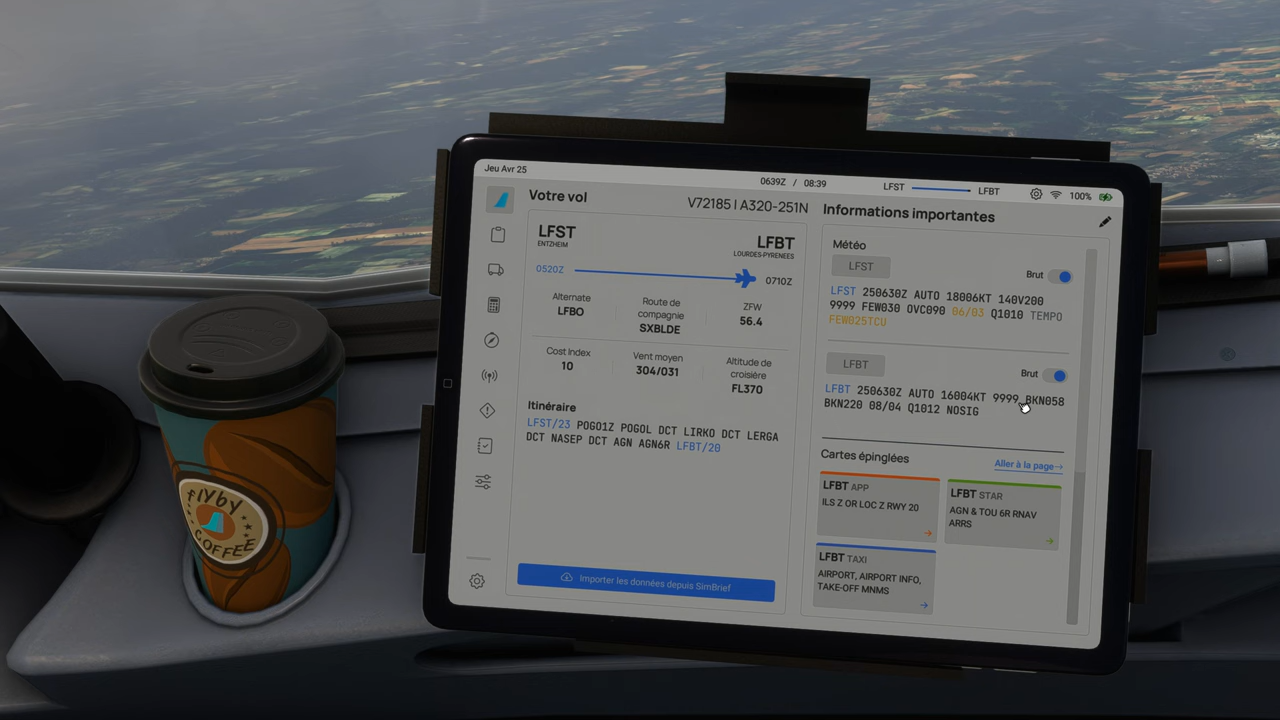 Jeu Avr 25
0639Z / 08:39
LFST
LFBT
100%
Votre vol
V72185 | A320-251N
LFST
ENTZHEIM
LFBT
LOURDES-PYRENEES
0520Z
0710Z
Alternate
LFBO
Route de
compagnie
SXBLDE
ZFW
56.4
Cost Index
10
Vent moyen
304/031
Altitude de
croisière
FL370
Itinéraire
LFST/23 POGO1Z POGOL DCT LIRKO DCT LERGA
DCT NASEP DCT AGN AGN6R LFBT/20
Importer les données depuis SimBrief
Informations importantes
Météo
LFST
Brut
LFST 250630Z AUTO 18006KT 140V200
9999 FEW030 OVC090 06/03 Q1010 TEMPO
FEW025TCU
LFBT
Brut
LFBT 250630Z AUTO 16004KT 9999 BKN058
BKN220 08/04 Q1012 NOSIG
Cartes épinglées
Aller à la page→
LFBT APP
ILS Z OR LOC Z RWY 20
LFBT STAR
AGN & TOU 6R RNAV
ARRS
LFBT TAXI
AIRPORT, AIRPORT INFO,
TAKE-OFF MNMS
flyby
COFFEE